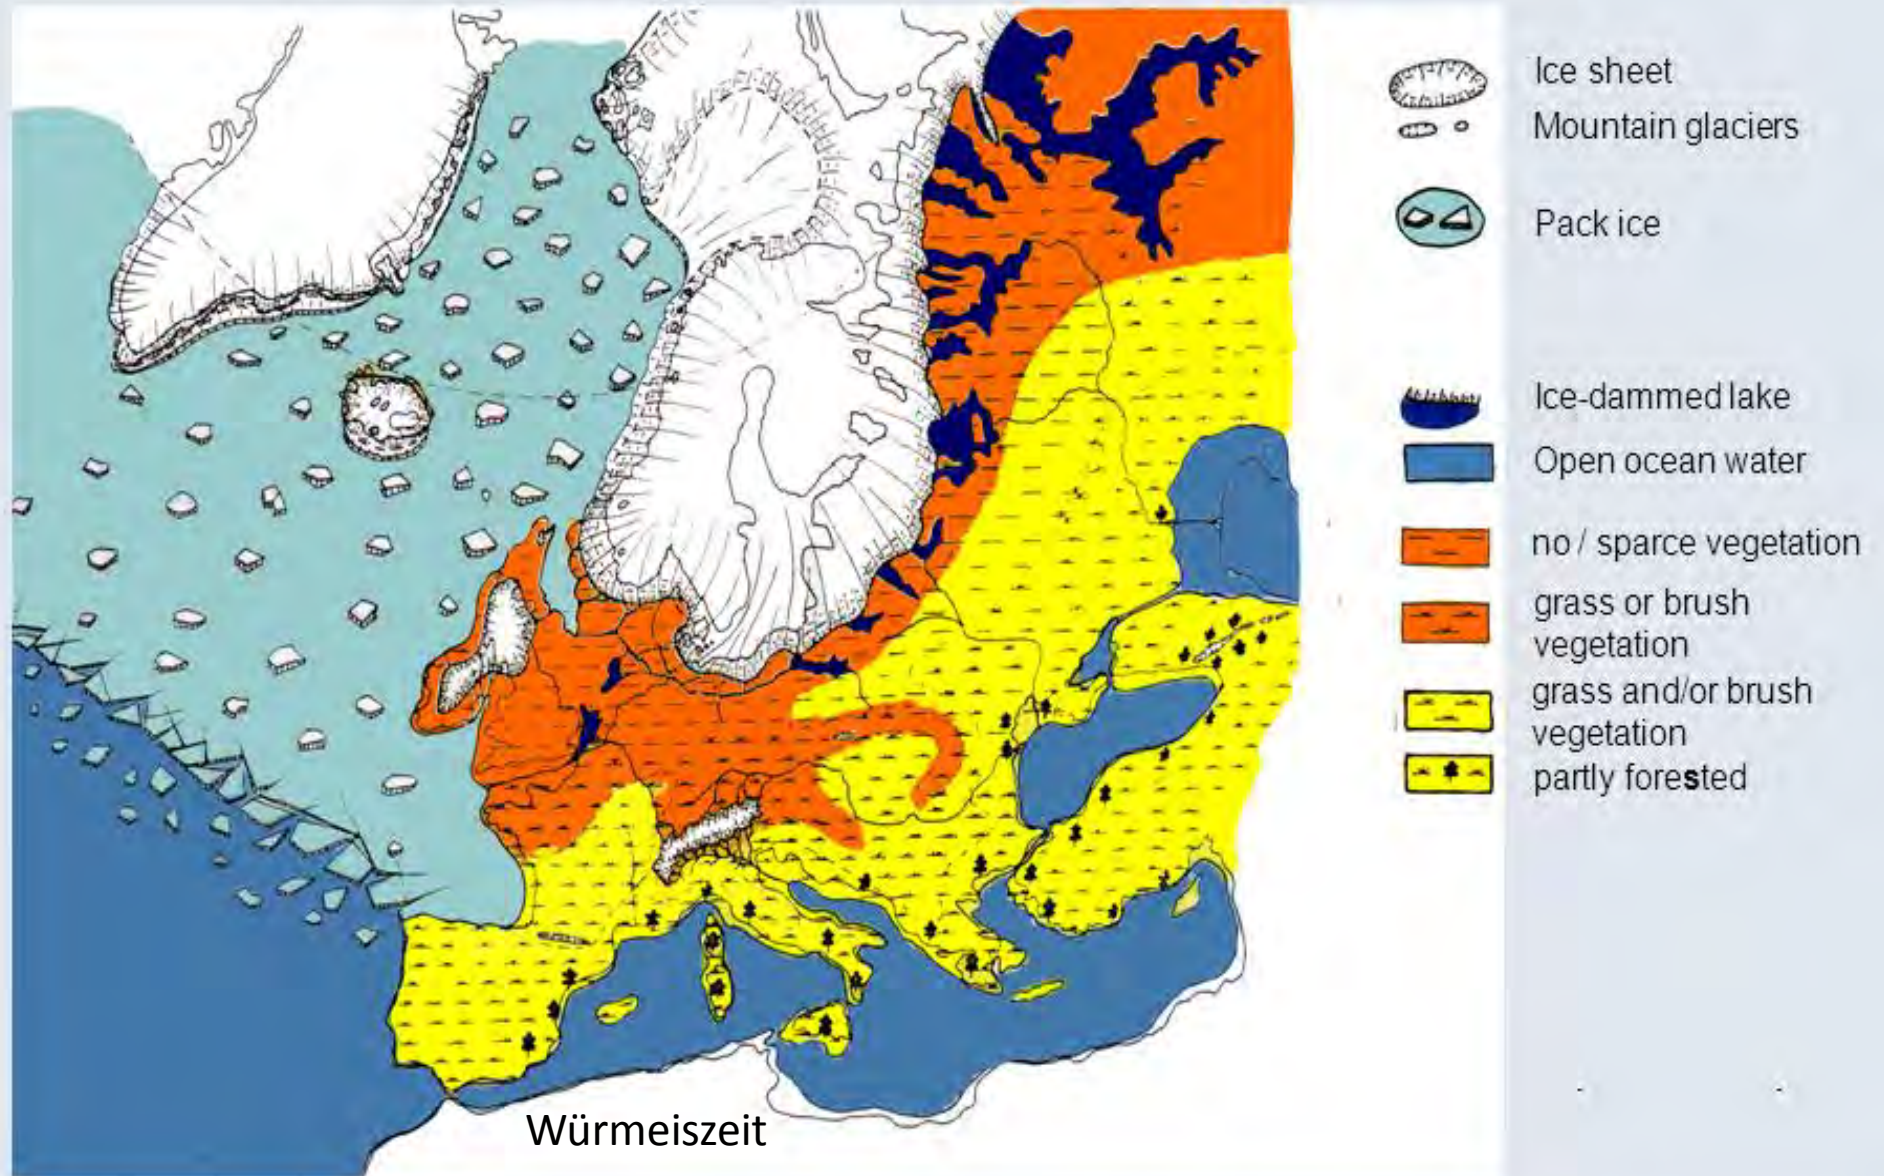 Ice sheet
Mountain glaciers
Pack ice
Ice-dammed lake
Open ocean water
no / sparce vegetation
grass or brush
vegetation
grass and/or brush
vegetation
partly forested
Würmeiszeit